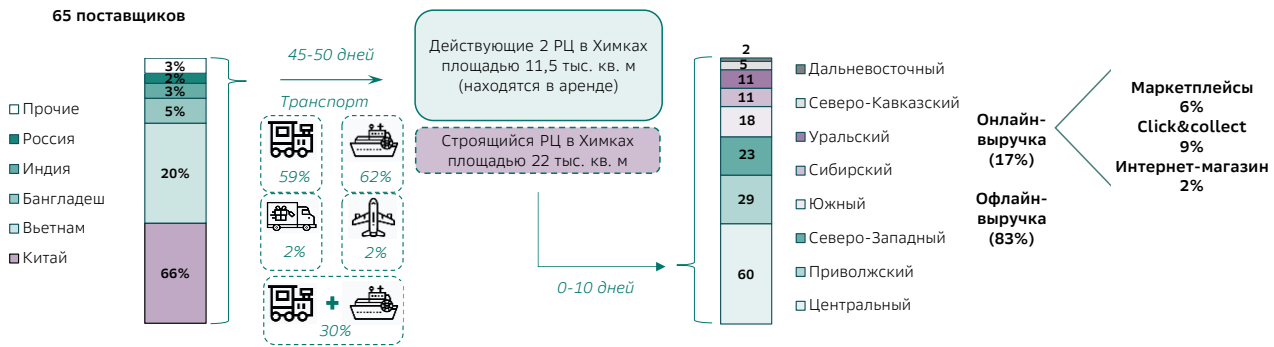 65 поставщиков
3%
2%
3%
5%
20%
66%
Прочие
Россия
Индия
Бангладеш
Вьетнам
Китай
45-50 дней
Транспорт
59%
62%
2%
2%
+
30%
Действующие 2 РЦ в Химках
площадью 11,5 тыс. кв. м
(находятся в аренде)
Строящийся РЦ в Химках
площадью 22 тыс. кв. м
0-10 дней
2
5
11
11
18
23
29
60
Дальневосточный
Северо-Кавказский
Уральский
Сибирский
Южный
Северо-Западный
Приволжский
Центральный
Онлайн-
выручка
(17%)
Офлайн-
выручка
(83%)
Маркетплейсы
6%
Click&collect
9%
Интернет-магазин
2%